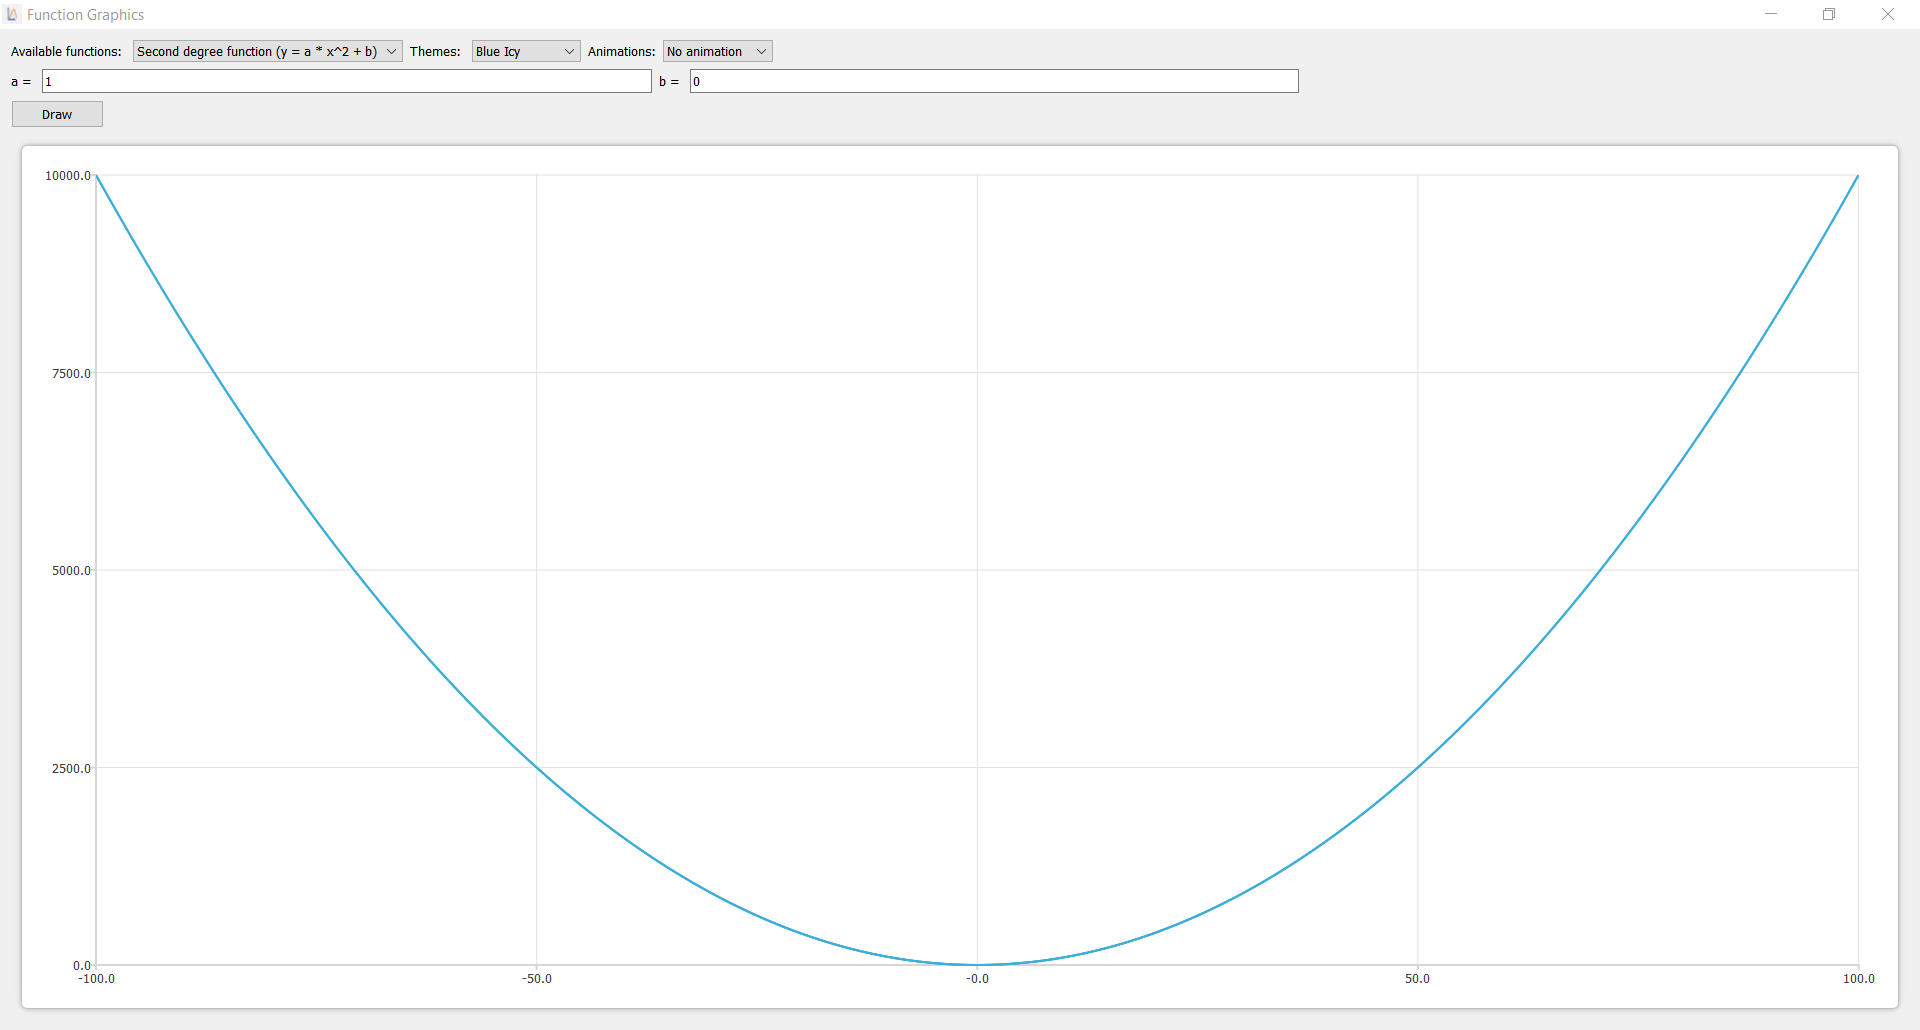 Function Graphics
Available functions: Second degree function (y = a * x^2 + b) Themes: Blue Icy Animations: No animation
a = 1 b = 0
Draw
10000.0
7500.0
5000.0
2500.0
0.0
-100.0 -50.0 -0.0 50.0 100.0